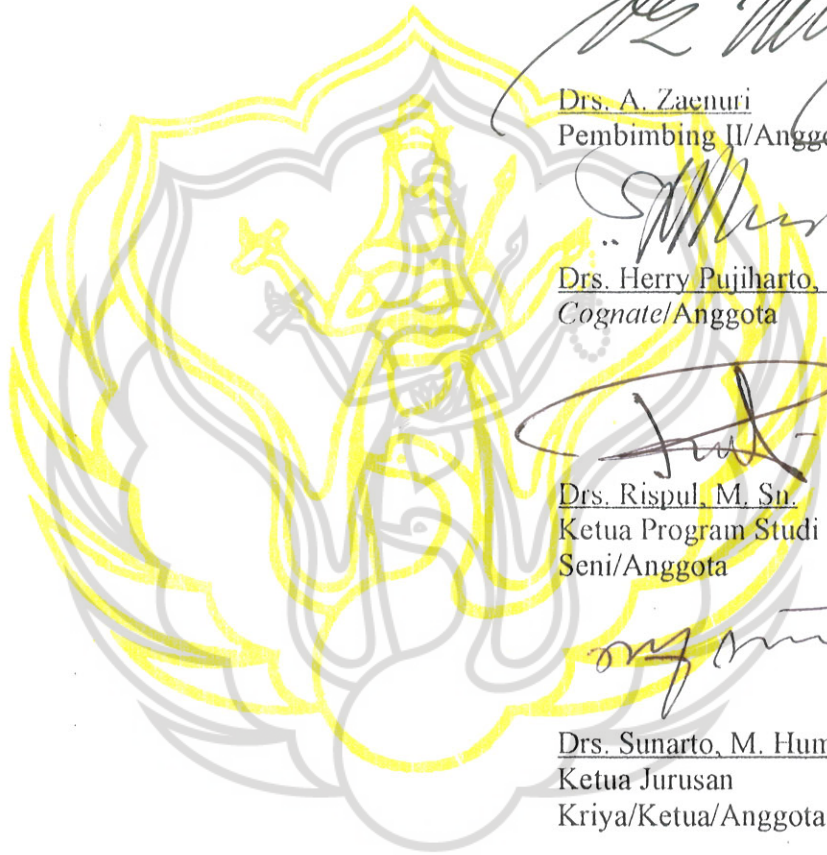 Drs. A. Zaenuri
Pembimbing II/Anggo
Drs. Herry Pujiharto,
Cognate/Anggota
Drs. Rispul, M. Sn.
Ketua Program Studi
Seni/Anggota
Drs. Sunarto, M. Hum
Ketua Jurusan
Kriya/Ketua/Anggota